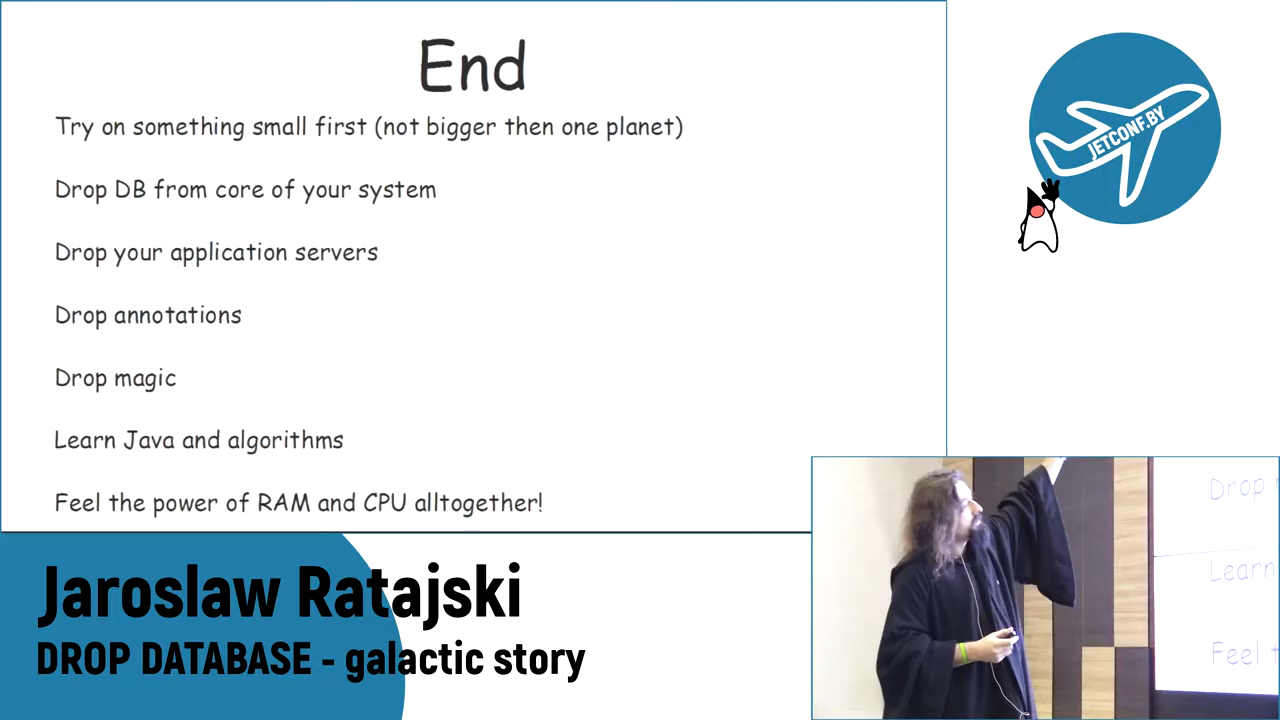 End
Try on something small first (not bigger then one planet)
Drop DB from core of your system
Drop your application servers
Drop annotations
Drop magic
Learn Java and algorithms
Feel the power of RAM and CPU alltogether!
JETCONF.BY
Drop
Learn
Feel
Jaroslaw Ratajski
DROP DATABASE - galactic story